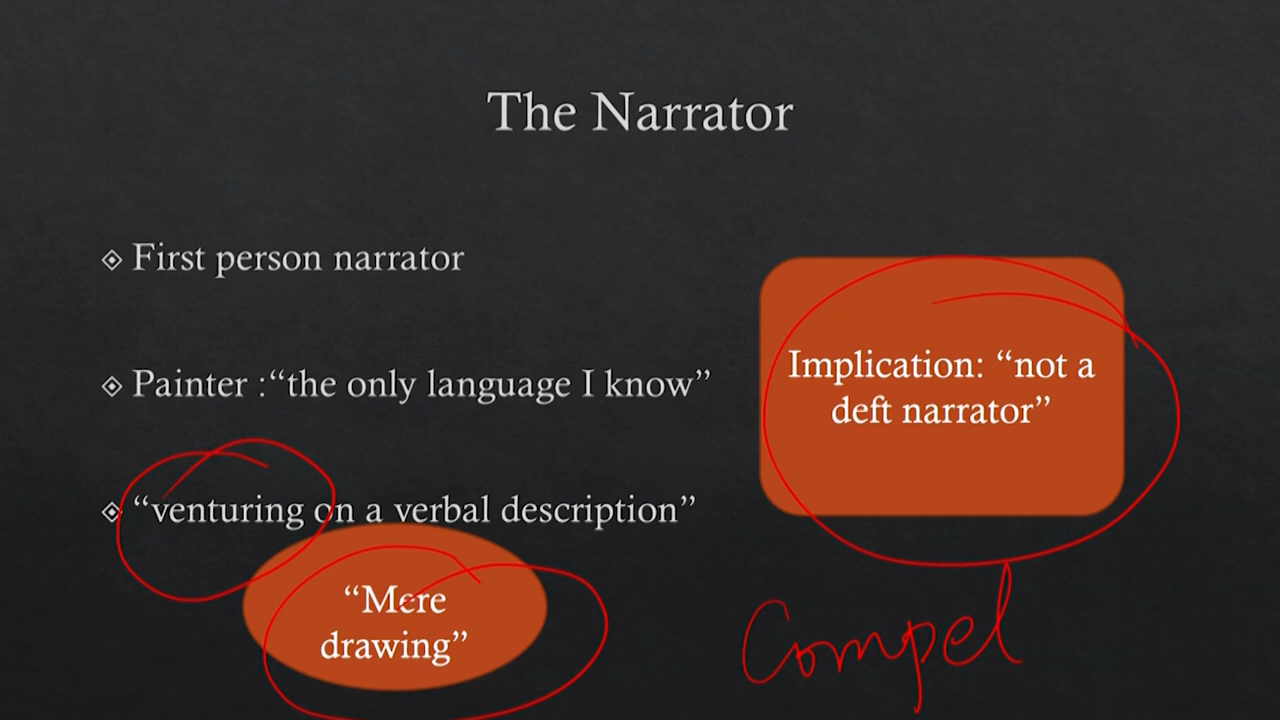 The Narrator
First person narrator
Painter :“the only language I know”
“venturing on a verbal description”
Implication: “not a
deft narrator”
“Mere
drawing”
Compel